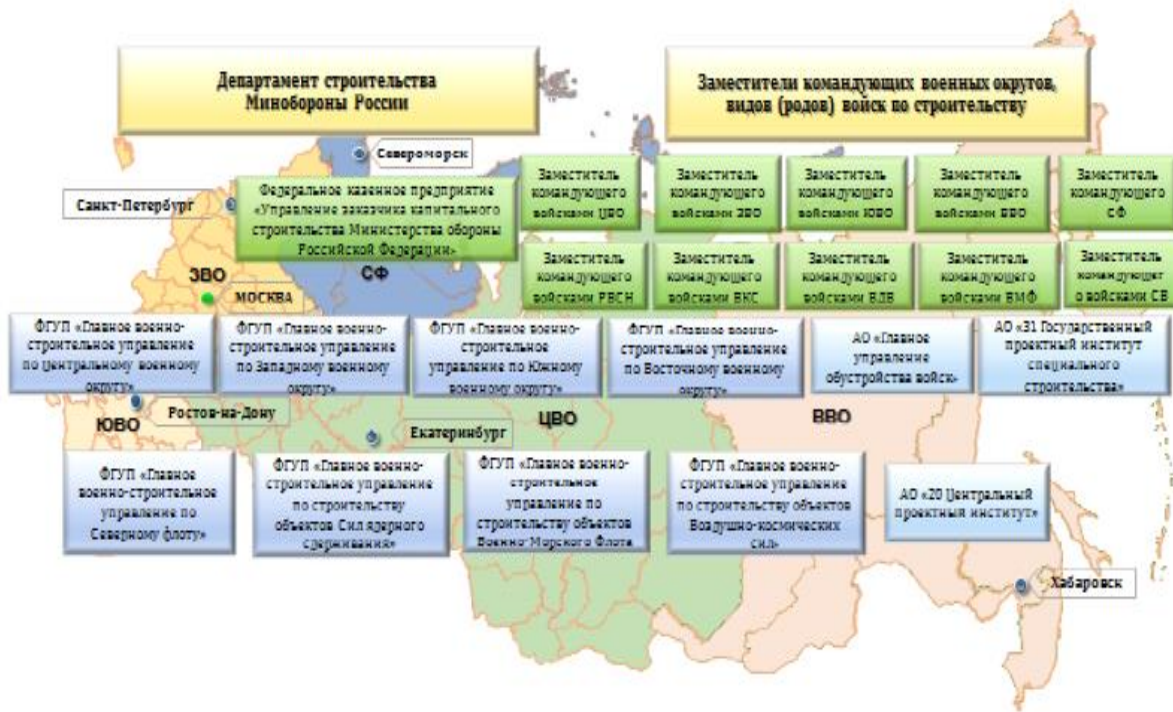 Департамент строительства
Минобороны России
Заместители командующих военных округов,
видов (родов) войск по строительству
Североморск
Санкт-Петербург
Федеральное казенное предприятие
«Управление заказчика капитального
строительства Министерства обороны
Российской Федерации»
Заместитель
командующего
войсками ЦВО
Заместитель
командующего
войсками ЗВО
Заместитель
командующего
войсками ЮВО
Заместитель
командующего
войсками ВВО
Заместитель
командующего
СФ
Заместитель
командующего
войсками РВСН
Заместитель
командующего
войсками ВКС
Заместитель
командующего
войсками ВДВ
Заместитель
командующего
войсками ВМФ
Заместитель
командующег
о войсками СВ
ЗВО
СФ
МОСКВА
ФГУП «Главное военно-
строительное управление
по Центральному военному
округу»
ФГУП «Главное военно-
строительное управление
по Западному военному
округу»
ФГУП «Главное военно-
строительное
управление по Южному
военному округу»
ФГУП «Главное военно-
строительное управление
по Восточному военному
округу»
АО «Главное
управление
обустройства войск»
АО «31 Государственный
проектный институт
специального
строительства»
Ростов-на-Дону
ЮВО
Екатеринбург
ЦВО
ВВО
ФГУП «Главное
военно-строительное
управление по
Северному флоту»
ФГУП «Главное военно-
строительное управление
по строительству
объектов Сил ядерного
сдерживания»
ФГУП «Главное военно-
строительное
управление по
строительству объектов
Военно-Морского Флота
ФГУП «Главное военно-
строительное управление
по строительству объектов
Воздушно-космических
сил»
АО «20 Центральный
проектный институт»
Хабаровск